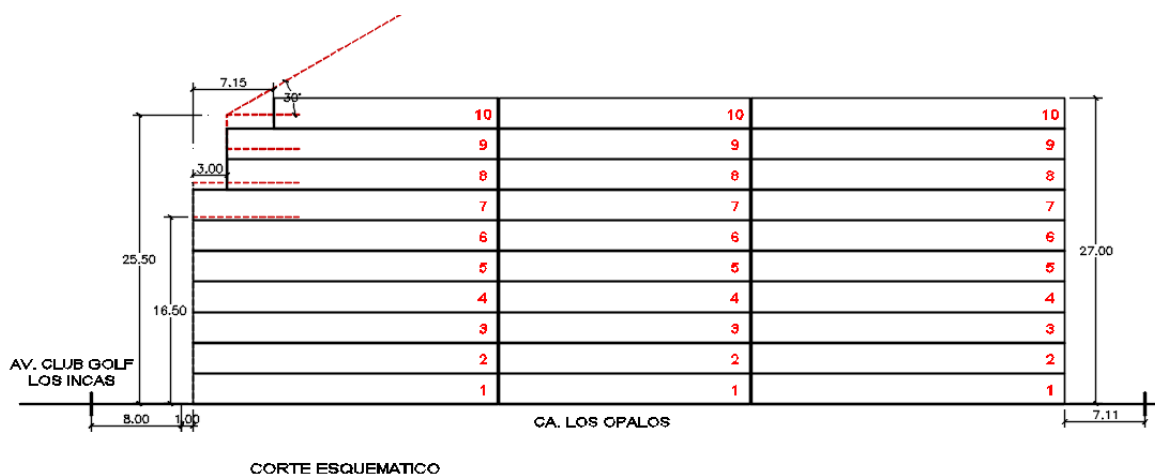 7.15
30°
10 10 10
9 9 9
3.00
8 8 8
7 7 7
6 6 6
25.50
27.00
5 5 5
16.50
4 4 4
3 3 3
2 2 2
AV. CLUB GOLF
LOS INCAS
1 1 1
8.00 1.00
CA. LOS OPALOS
7.11
CORTE ESQUEMATICO